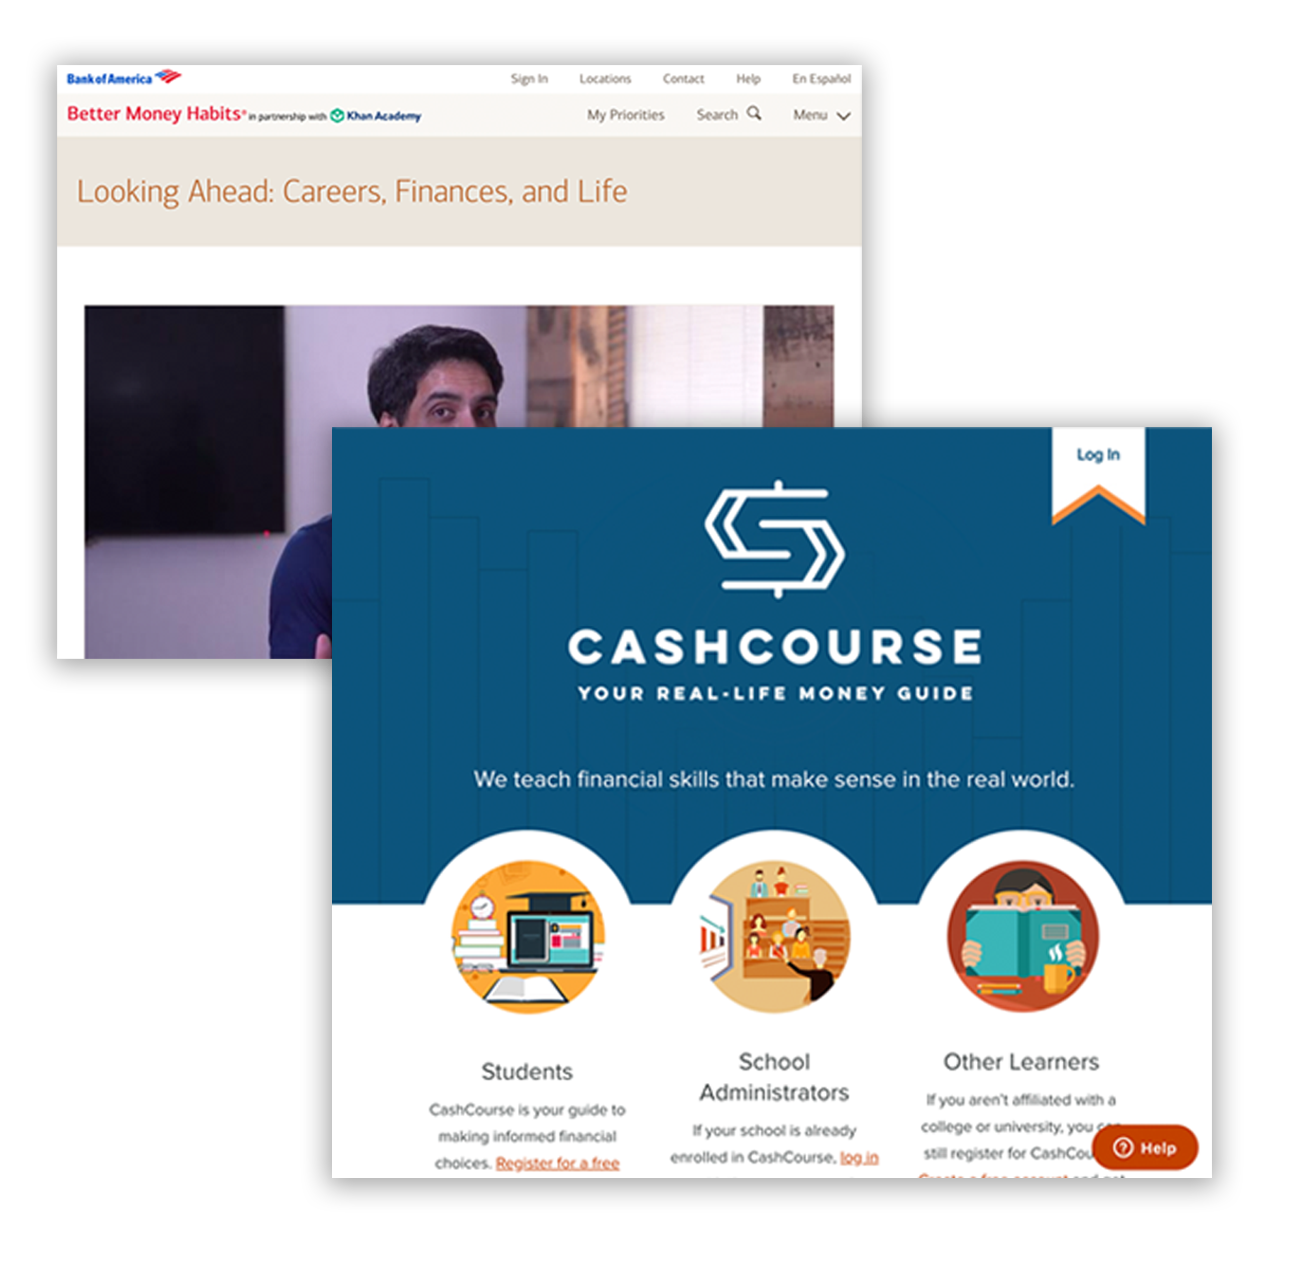 Bank of America
Sign In Locations Contact Help En Español
Better Money Habits® in partnership with Khan Academy
My Priorities Search Menu
Looking Ahead: Careers, Finances, and Life
Log In
CASHCOURSE
YOUR REAL-LIFE MONEY GUIDE
We teach financial skills that make sense in the real world.
Students
CashCourse is your guide to
making informed financial
choices. Register for a free
School
Administrators
If your school is already
enrolled in CashCourse, log in
Other Learners
If you aren't affiliated with a
college or university, you
still register for
Help